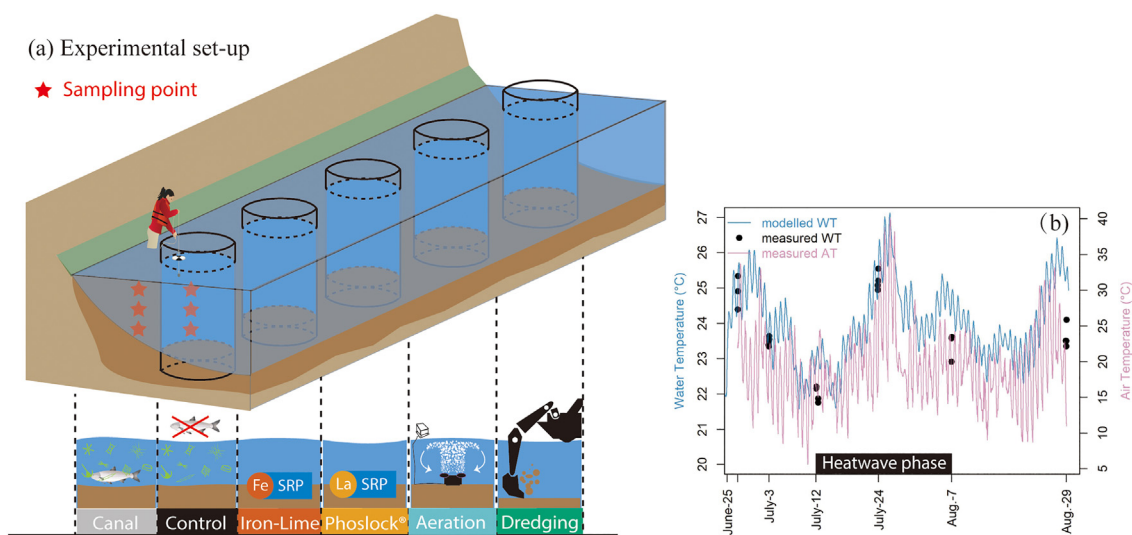 (a) Experimental set-up
Sampling point
Fe SRP
La SRP
Canal Control Iron-Lime Phoslock® Aeration Dredging
(b)
modelled WT
measured WT
measured AT
27
26
25
24
23
22
21
20
Water Temperature (°C)
40
35
30
25
20
15
10
5
Air Temperature (°C)
Heatwave phase
June-25
July-3
July-12
July-24
Aug.-7
Aug.-29